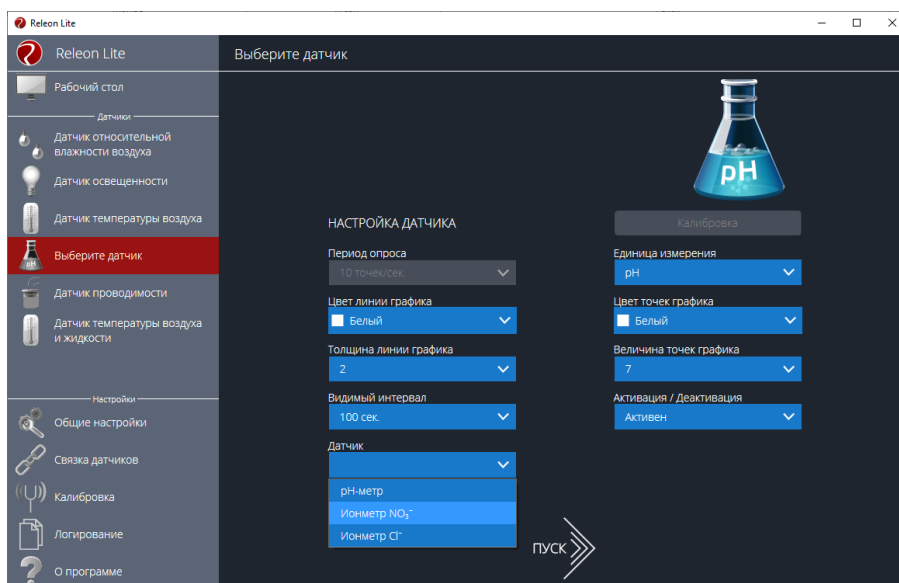 Releon Lite
Releon Lite
Выберите датчик
Рабочий стол
Датчики
Датчик относительной
влажности воздуха
Датчик освещенности
Датчик температуры воздуха
Выберите датчик
Датчик проводимости
Датчик температуры воздуха
и жидкости
Настройки
Общие настройки
Связка датчиков
Калибровка
Логирование
О программе
pH
pH
НАСТРОЙКА ДАТЧИКА
Калибровка
Период опроса
Единица измерения
10 точек/сек.
pH
Цвет линии графика
Цвет точек графика
Белый
Белый
Толщина линии графика
Величина точек графика
2
7
Видимый интервал
Активация / Деактивация
100 сек.
Активен
Датчик
pH-метр
Ионметр NO₃⁻
Ионметр Cl⁻
ПУСК